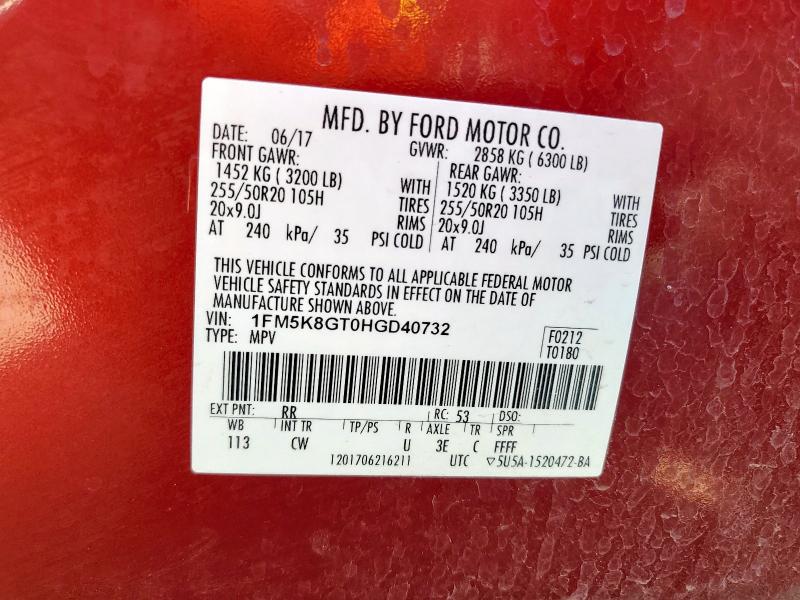 MFD. BY FORD MOTOR CO.
DATE: 06/17 GVWR: 2858 KG ( 6300 LB)
FRONT GAWR: REAR GAWR:
1452 KG ( 3200 LB) WITH 1520 KG ( 3350 LB) WITH
255/50R20 105H TIRES 255/50R20 105H TIRES
20x9.0J RIMS 20x9.0J RIMS
AT 240 kPa/ 35 PSI COLD AT 240 kPa/ 35 PSI COLD
THIS VEHICLE CONFORMS TO ALL APPLICABLE FEDERAL MOTOR
VEHICLE SAFETY STANDARDS IN EFFECT ON THE DATE OF
MANUFACTURE SHOWN ABOVE.
VIN: 1FM5K8GT0HGD40732 F0212
TYPE: MPV T0180
EXT PNT: RR RC: 53 DSO:
WB INT TR TP/PS R AXLE TR SPR
113 CW U 3E C FFFF
1201706216211 UTC ▽5U5A-1520472-BA